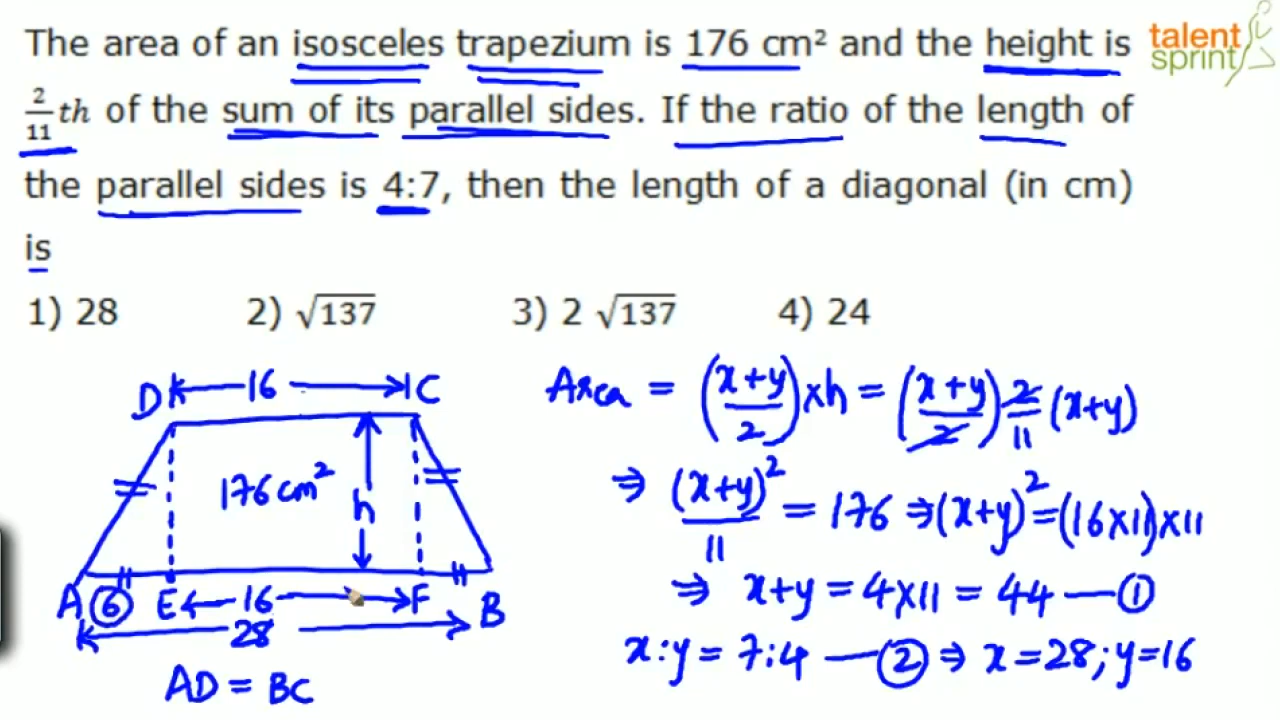 The area of an isosceles trapezium is 176 cm² and the height is
talent
sprint
2/11 th of the sum of its parallel sides. If the ratio of the length of
the parallel sides is 4:7, then the length of a diagonal (in cm)
is
1) 28 2) √137 3) 2 √137 4) 24
D 16 C
Area = (x+y/2)×h = (x+y/2) 2/11 (x+y)
176 cm² h
⇒ (x+y)²/11 = 176 ⇒ (x+y)² = (16×11)×11
A 6 E 16 F B
⇒ x+y = 4×11 = 44 — ①
28
x:y = 7:4 — ② ⇒ x=28; y=16
AD = BC